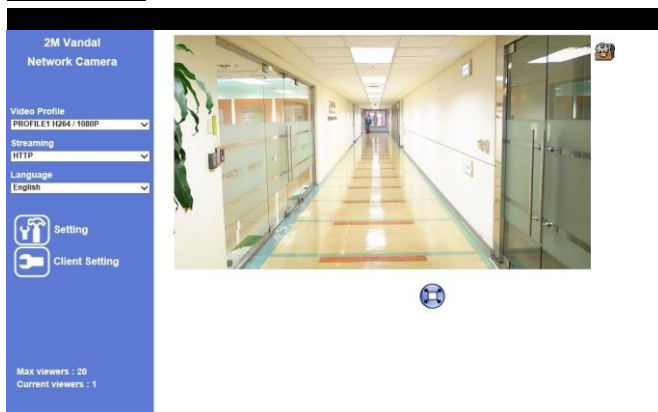 2M Vandal
Network Camera
Video Profile
PROFILE1 H264 / 1080P
Streaming
HTTP
Language
English
Setting
Client Setting
Max viewers : 20
Current viewers : 1